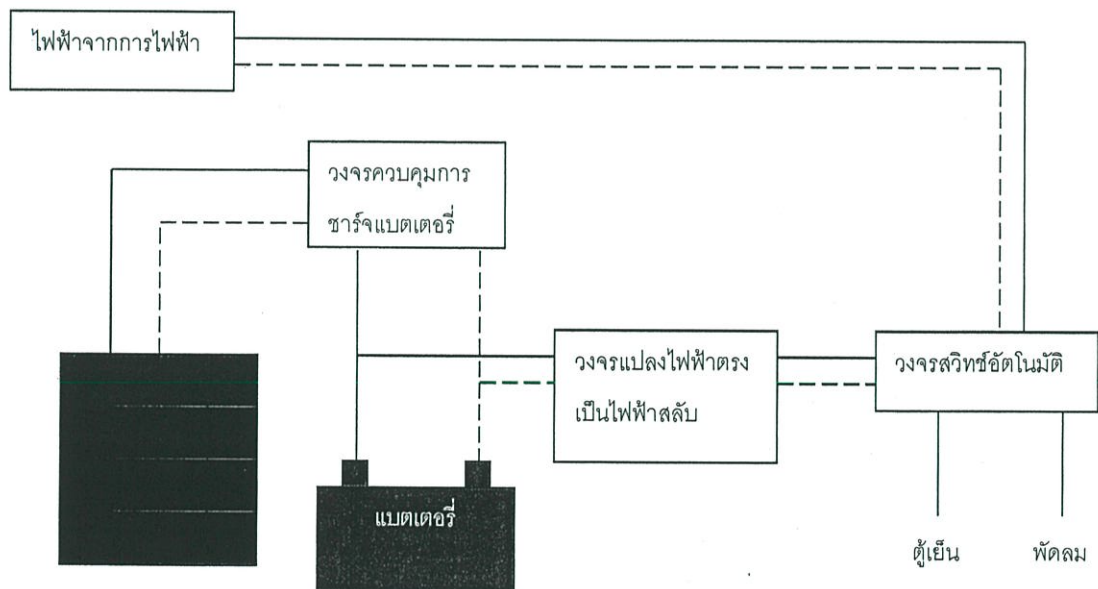 ไฟฟ้าจากการไฟฟ้า
วงจรควบคุมการ
ชาร์จแบตเตอรี่
วงจรแปลงไฟฟ้าตรง
เป็นไฟฟ้าสลับ
วงจรสวิทช์อัตโนมัติ
แบตเตอรี่
ตู้เย็น
พัดลม